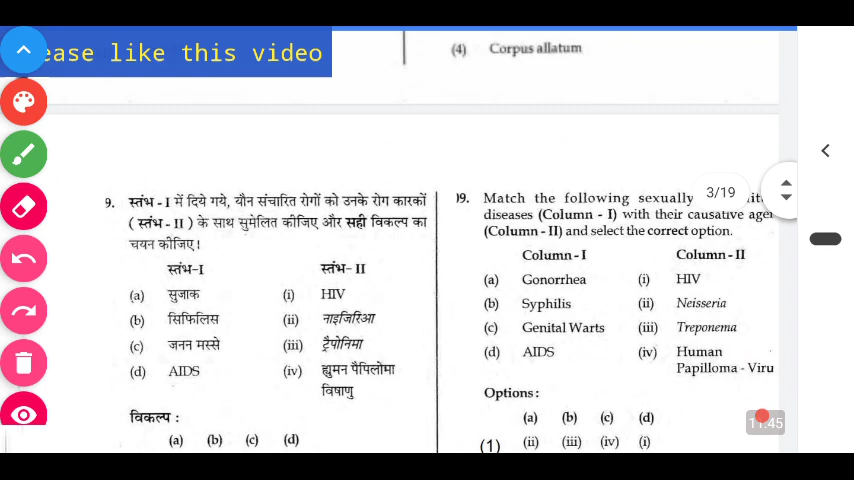 ease like this video
(4) Corpus allatum
3/19
9. स्तंभ - I में दिये गये, यौन संचारित रोगों को उनके रोग कारकों
( स्तंभ - II ) के साथ सुमेलित कीजिए और सही विकल्प का
चयन कीजिए !
स्तंभ-I स्तंभ- II
(a) सुजाक (i) HIV
(b) सिफिलिस (ii) नाइजिरिआ
(c) जनन मस्से (iii) ट्रैपोनिमा
(d) AIDS (iv) ह्युमन पैपिलोमा
विषाणु
विकल्प :
(a) (b) (c) (d)
19. Match the following sexually
diseases (Column - I) with their causative age
(Column - II) and select the correct option.
Column - I Column - II
(a) Gonorrhea (i) HIV
(b) Syphilis (ii) Neisseria
(c) Genital Warts (iii) Treponema
(d) AIDS (iv) Human
Papilloma - Viru
Options :
(a) (b) (c) (d)
(1) (ii) (iii) (iv) (i)
11:45